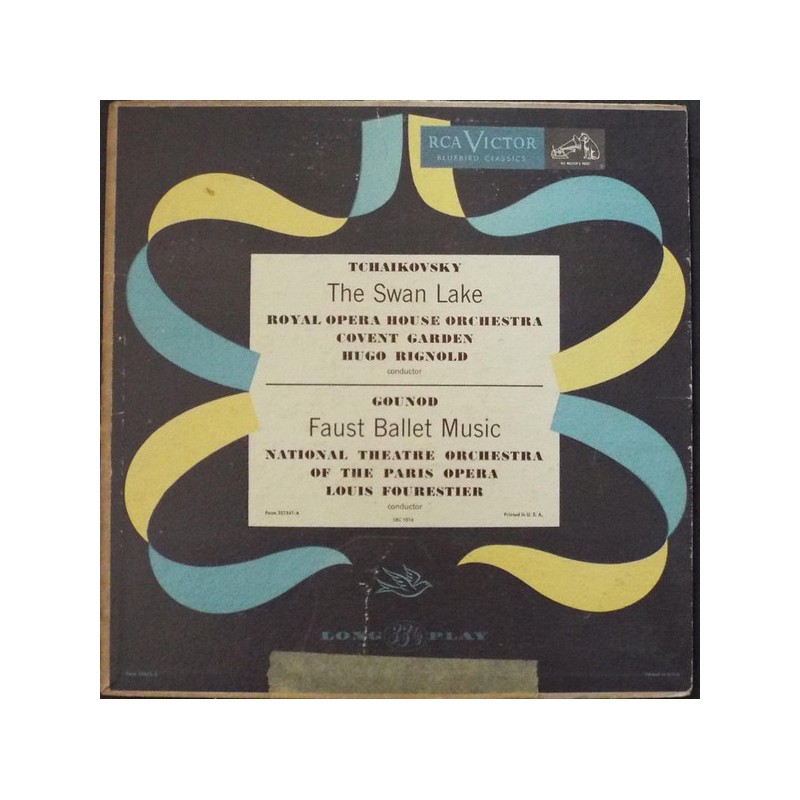 RCA VICTOR
BLUEBIRD CLASSICS
"HIS MASTER'S VOICE"
TCHAIKOVSKY
The Swan Lake
ROYAL OPERA HOUSE ORCHESTRA
COVENT GARDEN
HUGO RIGNOLD
conductor
GOUNOD
Faust Ballet Music
NATIONAL THEATRE ORCHESTRA
OF THE PARIS OPERA
LOUIS FOURESTIER
conductor
Printed in U. S. A.
LONG 33⅓ PLAY